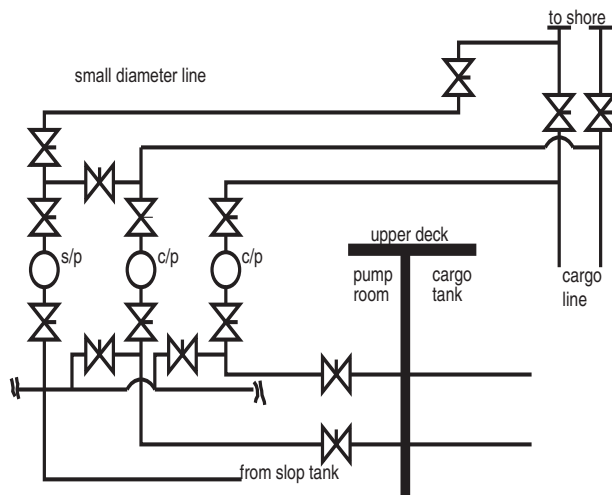 to shore
small diameter line
s/p
c/p
c/p
upper deck
pump
room
cargo
tank
cargo
line
from slop tank